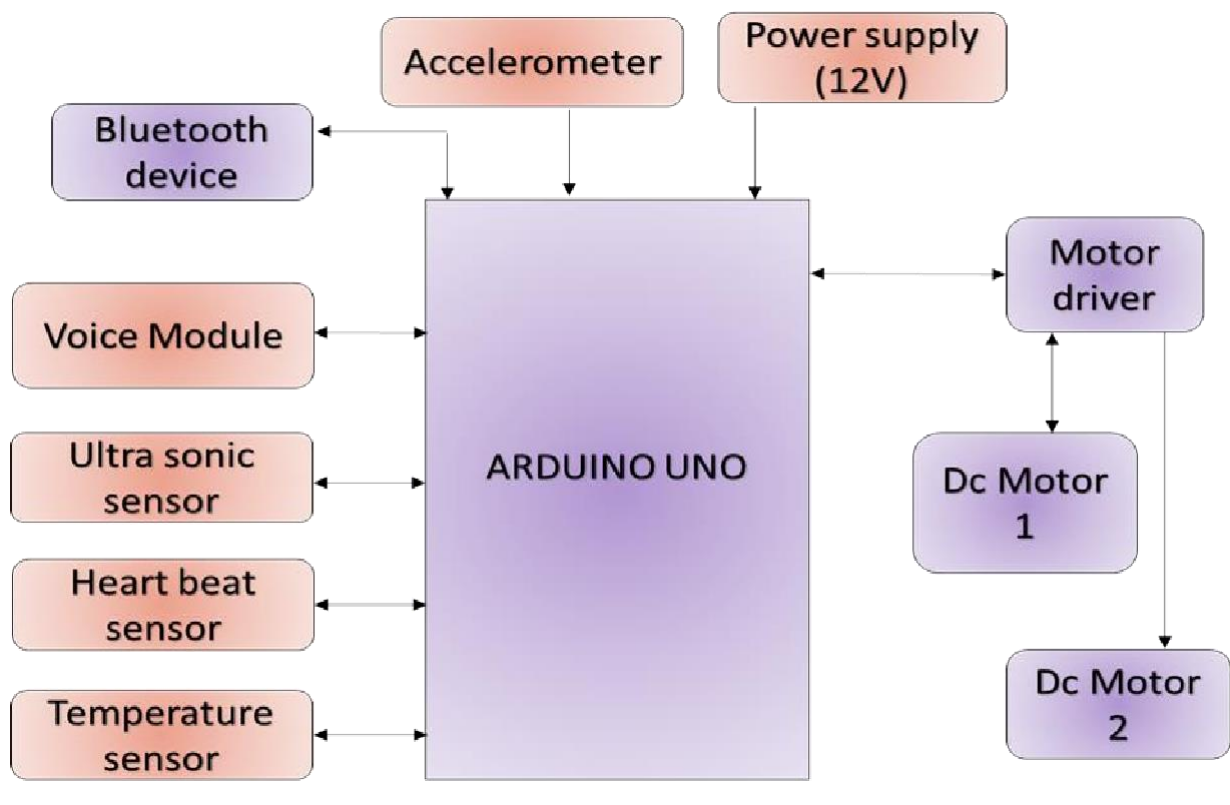 Accelerometer
Power supply
(12V)
Bluetooth
device
Motor
driver
Voice Module
Ultra sonic
sensor
ARDUINO UNO
Dc Motor
1
Heart beat
sensor
Temperature
sensor
Dc Motor
2